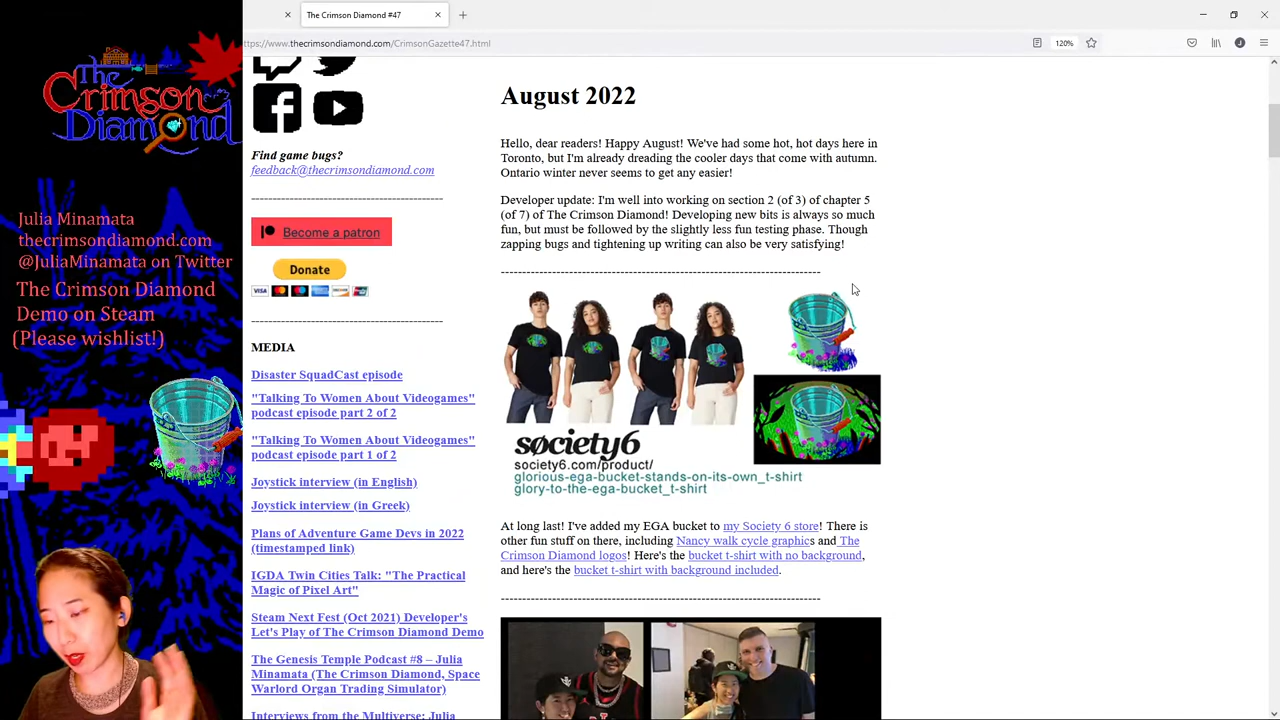 The Crimson Diamond #47
https://www.thecrimsondiamond.com/CrimsonGazette47.html
120%
The
Crimson
Diamond
Julia Minamata
thecrimsondiamond.com
@JuliaMinamata on Twitter
The Crimson Diamond
Demo on Steam
(Please wishlist!)
Find game bugs?
feedback@thecrimsondiamond.com
---------------------------------------------
Become a patron
Donate
VISA
---------------------------------------------
MEDIA
Disaster SquadCast episode
"Talking To Women About Videogames"
podcast episode part 2 of 2
"Talking To Women About Videogames"
podcast episode part 1 of 2
Joystick interview (in English)
Joystick interview (in Greek)
Plans of Adventure Game Devs in 2022
(timestamped link)
IGDA Twin Cities Talk: "The Practical
Magic of Pixel Art"
Steam Next Fest (Oct 2021) Developer's
Let's Play of The Crimson Diamond Demo
The Genesis Temple Podcast #8 – Julia
Minamata (The Crimson Diamond, Space
Warlord Organ Trading Simulator)
Interviews from the Multiverse: Julia
August 2022
Hello, dear readers! Happy August! We've had some hot, hot days here in
Toronto, but I'm already dreading the cooler days that come with autumn.
Ontario winter never seems to get any easier!
Developer update: I'm well into working on section 2 (of 3) of chapter 5
(of 7) of The Crimson Diamond! Developing new bits is always so much
fun, but must be followed by the slightly less fun testing phase. Though
zapping bugs and tightening up writing can also be very satisfying!
---------------------------------------------------------------------------
society6
society6.com/product/
glorious-ega-bucket-stands-on-its-own_t-shirt
glory-to-the-ega-bucket_t-shirt
At long last! I've added my EGA bucket to my Society 6 store! There is
other fun stuff on there, including Nancy walk cycle graphics and The
Crimson Diamond logos! Here's the bucket t-shirt with no background,
and here's the bucket t-shirt with background included.
---------------------------------------------------------------------------